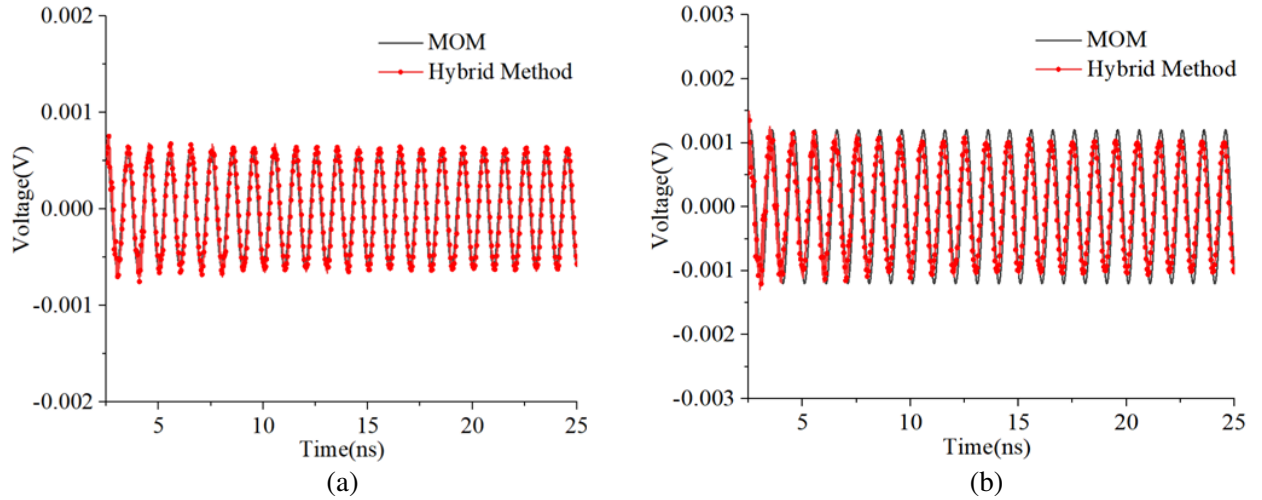 0.002
0.001
0.000
-0.001
-0.002
Voltage(V)
MOM
Hybrid Method
5 10 15 20 25
Time(ns)
(a)
0.003
0.002
0.001
0.000
-0.001
-0.002
-0.003
Voltage(V)
MOM
Hybrid Method
5 10 15 20 25
Time(ns)
(b)